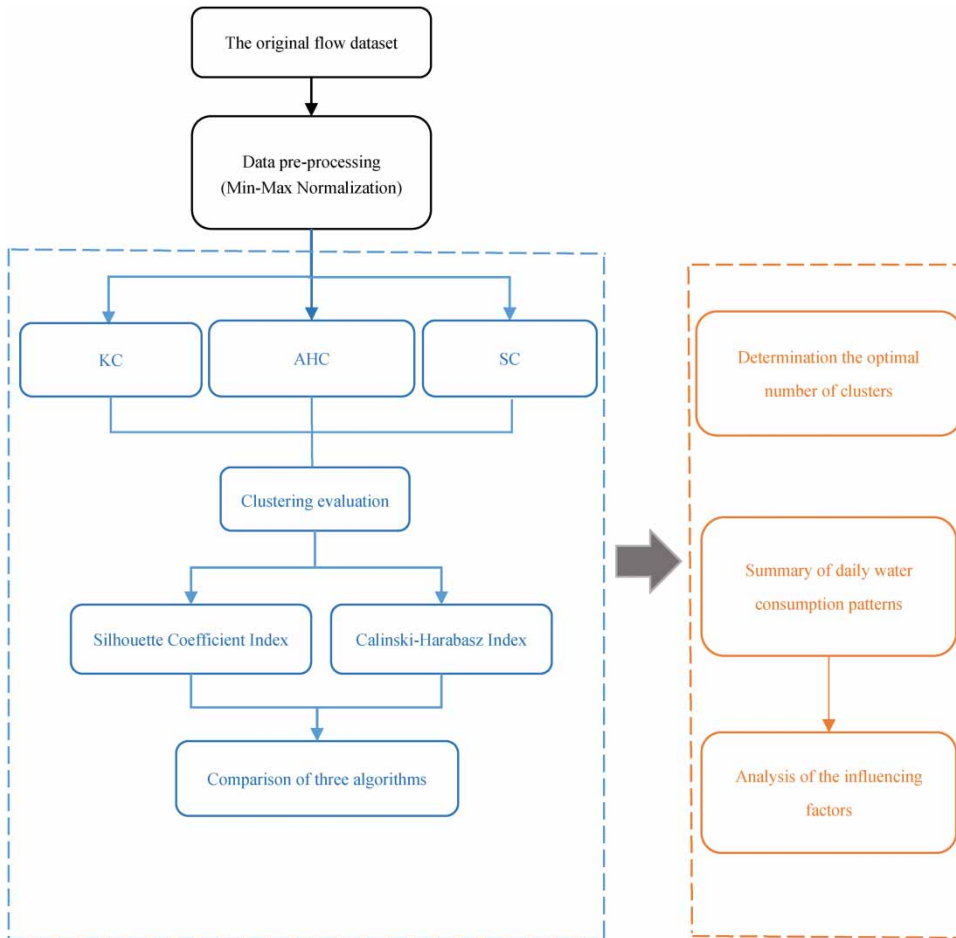 The original flow dataset
Data pre-processing
(Min-Max Normalization)
KC
AHC
SC
Clustering evaluation
Silhouette Coefficient Index
Calinski-Harabasz Index
Comparison of three algorithms
Determination the optimal
number of clusters
Summary of daily water
consumption patterns
Analysis of the influencing
factors